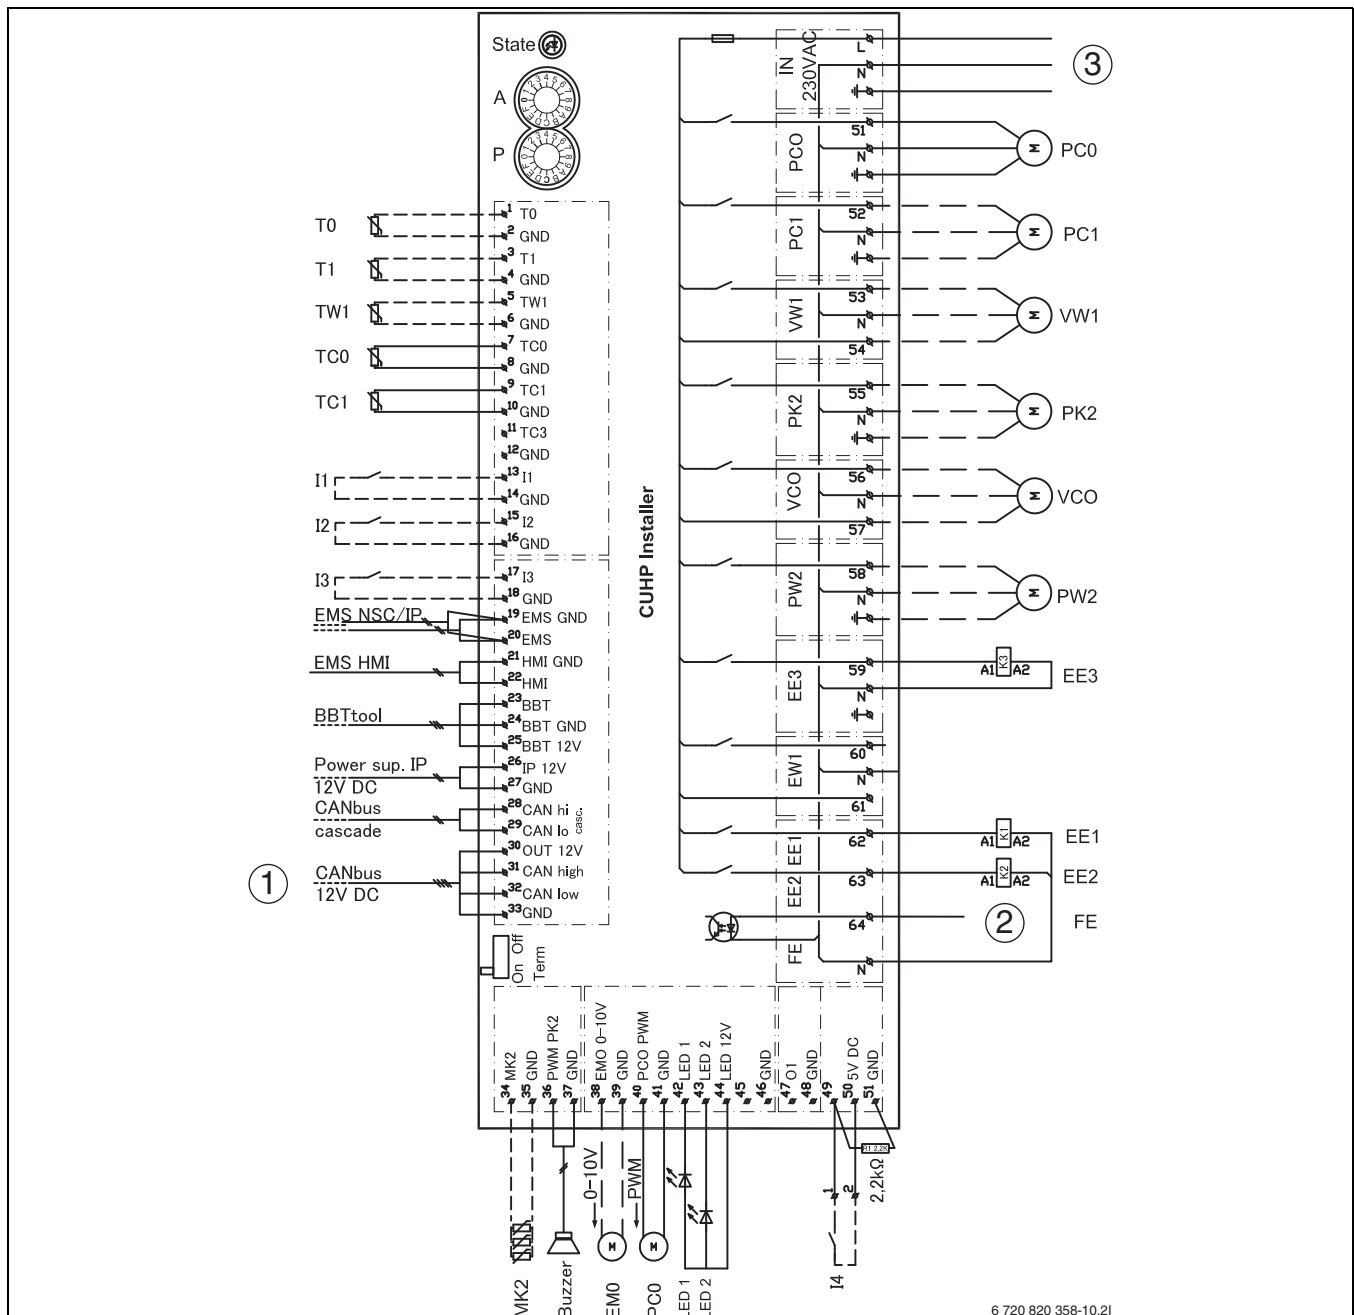 State
A
P
T0
1 T0
2 GND
T1
3 T1
4 GND
TW1
5 TW1
6 GND
TC0
7 TC0
8 GND
TC1
9 TC1
10 GND
11 TC3
12 GND
I1
13 I1
14 GND
I2
15 I2
16 GND
I3
17 I3
18 GND
EMS NSC/IP
19 EMS GND
20 EMS
EMS HMI
21 HMI GND
22 HMI
BBTtool
23 BBT
24 BBT GND
25 BBT 12V
Power sup. IP
12V DC
26 IP 12V
27 GND
CANbus
cascade
28 CAN hi
29 CAN lo
casc.
1
CANbus
12V DC
30 OUT 12V
31 CAN high
32 CAN low
33 GND
On Off
Term
CUHP Installer
IN
230VAC
L
N
3
PCO
51
N
M
PC0
PC1
52
N
M
PC1
VW1
53
N
54
M
VW1
PK2
55
N
M
PK2
VCO
56
N
57
M
VCO
PW2
58
N
M
PW2
EE3
59
N
A1 K3 A2
EE3
EW1
60
N
61
EE1
62
A1 K1 A2
EE1
EE2
63
A1 K2 A2
EE2
FE
64
N
2
FE
34 MK2
35 GND
36 PWM PK2
37 GND
38 EMO 0-10V
39 GND
40 PCO PWM
41 GND
42 LED 1
43 LED 2
44 LED 12V
45
46 GND
47 O1
48 GND
49
50 5V DC
51 GND
MK2
Buzzer
0-10V
M
EM0
PWM
M
PC0
LED 1
LED 2
1
2
I4
R1 2,2K
2,2kΩ
6 720 820 358-10.2I